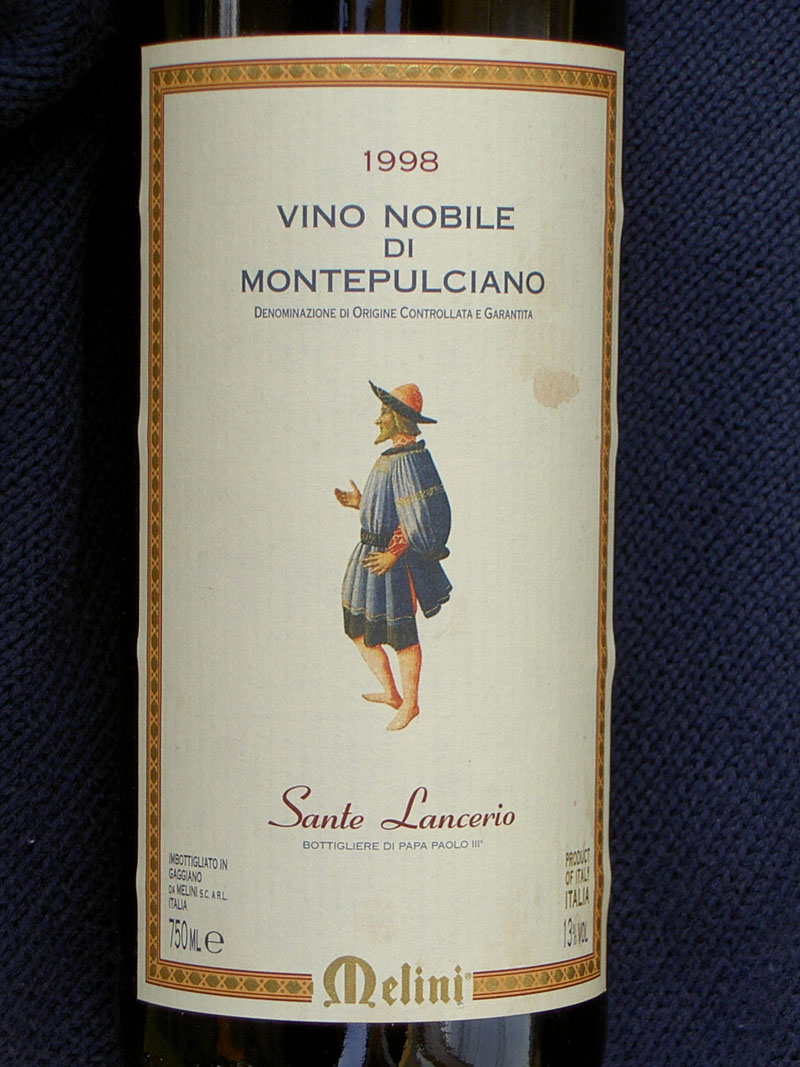 1998
VINO NOBILE
DI
MONTEPULCIANO
DENOMINAZIONE DI ORIGINE CONTROLLATA E GARANTITA
Sante Lancerio
BOTTIGLIERE DI PAPA PAOLO III°
IMBOTTIGLIATO IN
GAGGIANO
DA MELINI S.C. A R.L.
ITALIA
750 ML e
PRODUCT
OF ITALY
ITALIA
13% VOL
Melini®